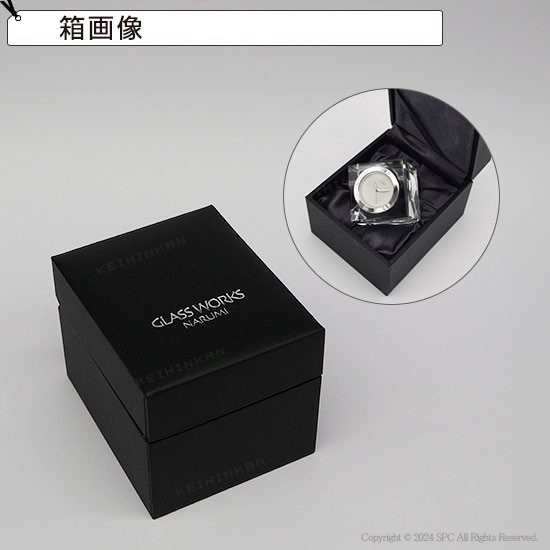 箱画像
KEIHINKAN
GLASS WORKS
NARUMI
KEIHINKAN
KEIHINKAN
Copyright © 2024 SPC All Rights Reserved.